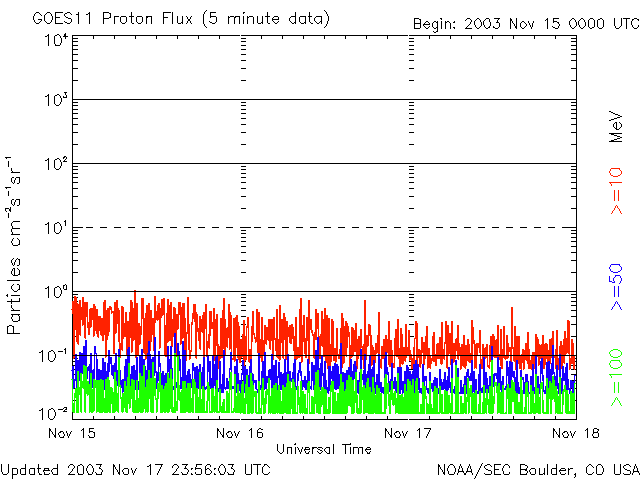 GOES11 Proton Flux (5 minute data)
Begin: 2003 Nov 15 0000 UTC
Particles cm⁻²s⁻¹sr⁻¹
10⁴
10³
10²
10¹
10⁰
10⁻¹
10⁻²
Nov 15 Nov 16 Nov 17 Nov 18
Universal Time
MeV
>=10
>=50
>=100
Updated 2003 Nov 17 23:56:03 UTC
NOAA/SEC Boulder, CO USA